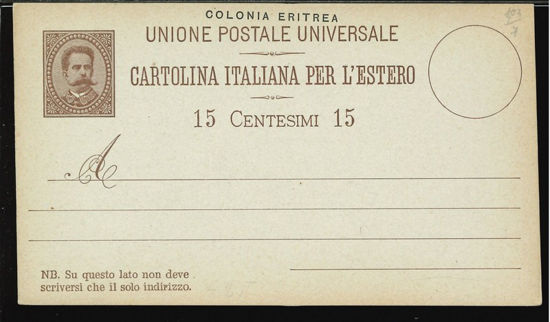 COLONIA ERITREA
UNIONE POSTALE UNIVERSALE
CARTOLINA ITALIANA PER L'ESTERO
15 CENTESIMI 15
A
NB. Su questo lato non deve
scriversi che il solo indirizzo.